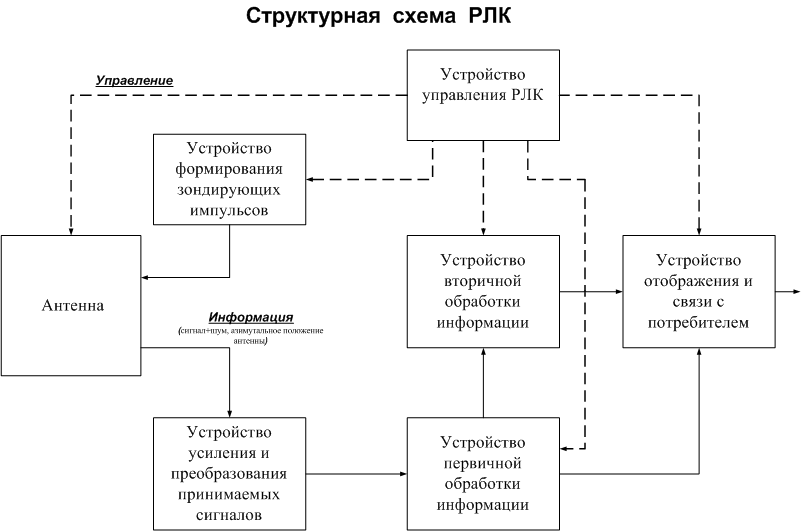 Структурная схема РЛК
Управление
Устройство
управления РЛК
Устройство
формирования
зондирующих
импульсов
Антенна
Информация
(сигнал+шум, азимутальное положение
антенны)
Устройство
вторичной
обработки
информации
Устройство
отображения и
связи с
потребителем
Устройство
усиления и
преобразования
принимаемых
сигналов
Устройство
первичной
обработки
информации